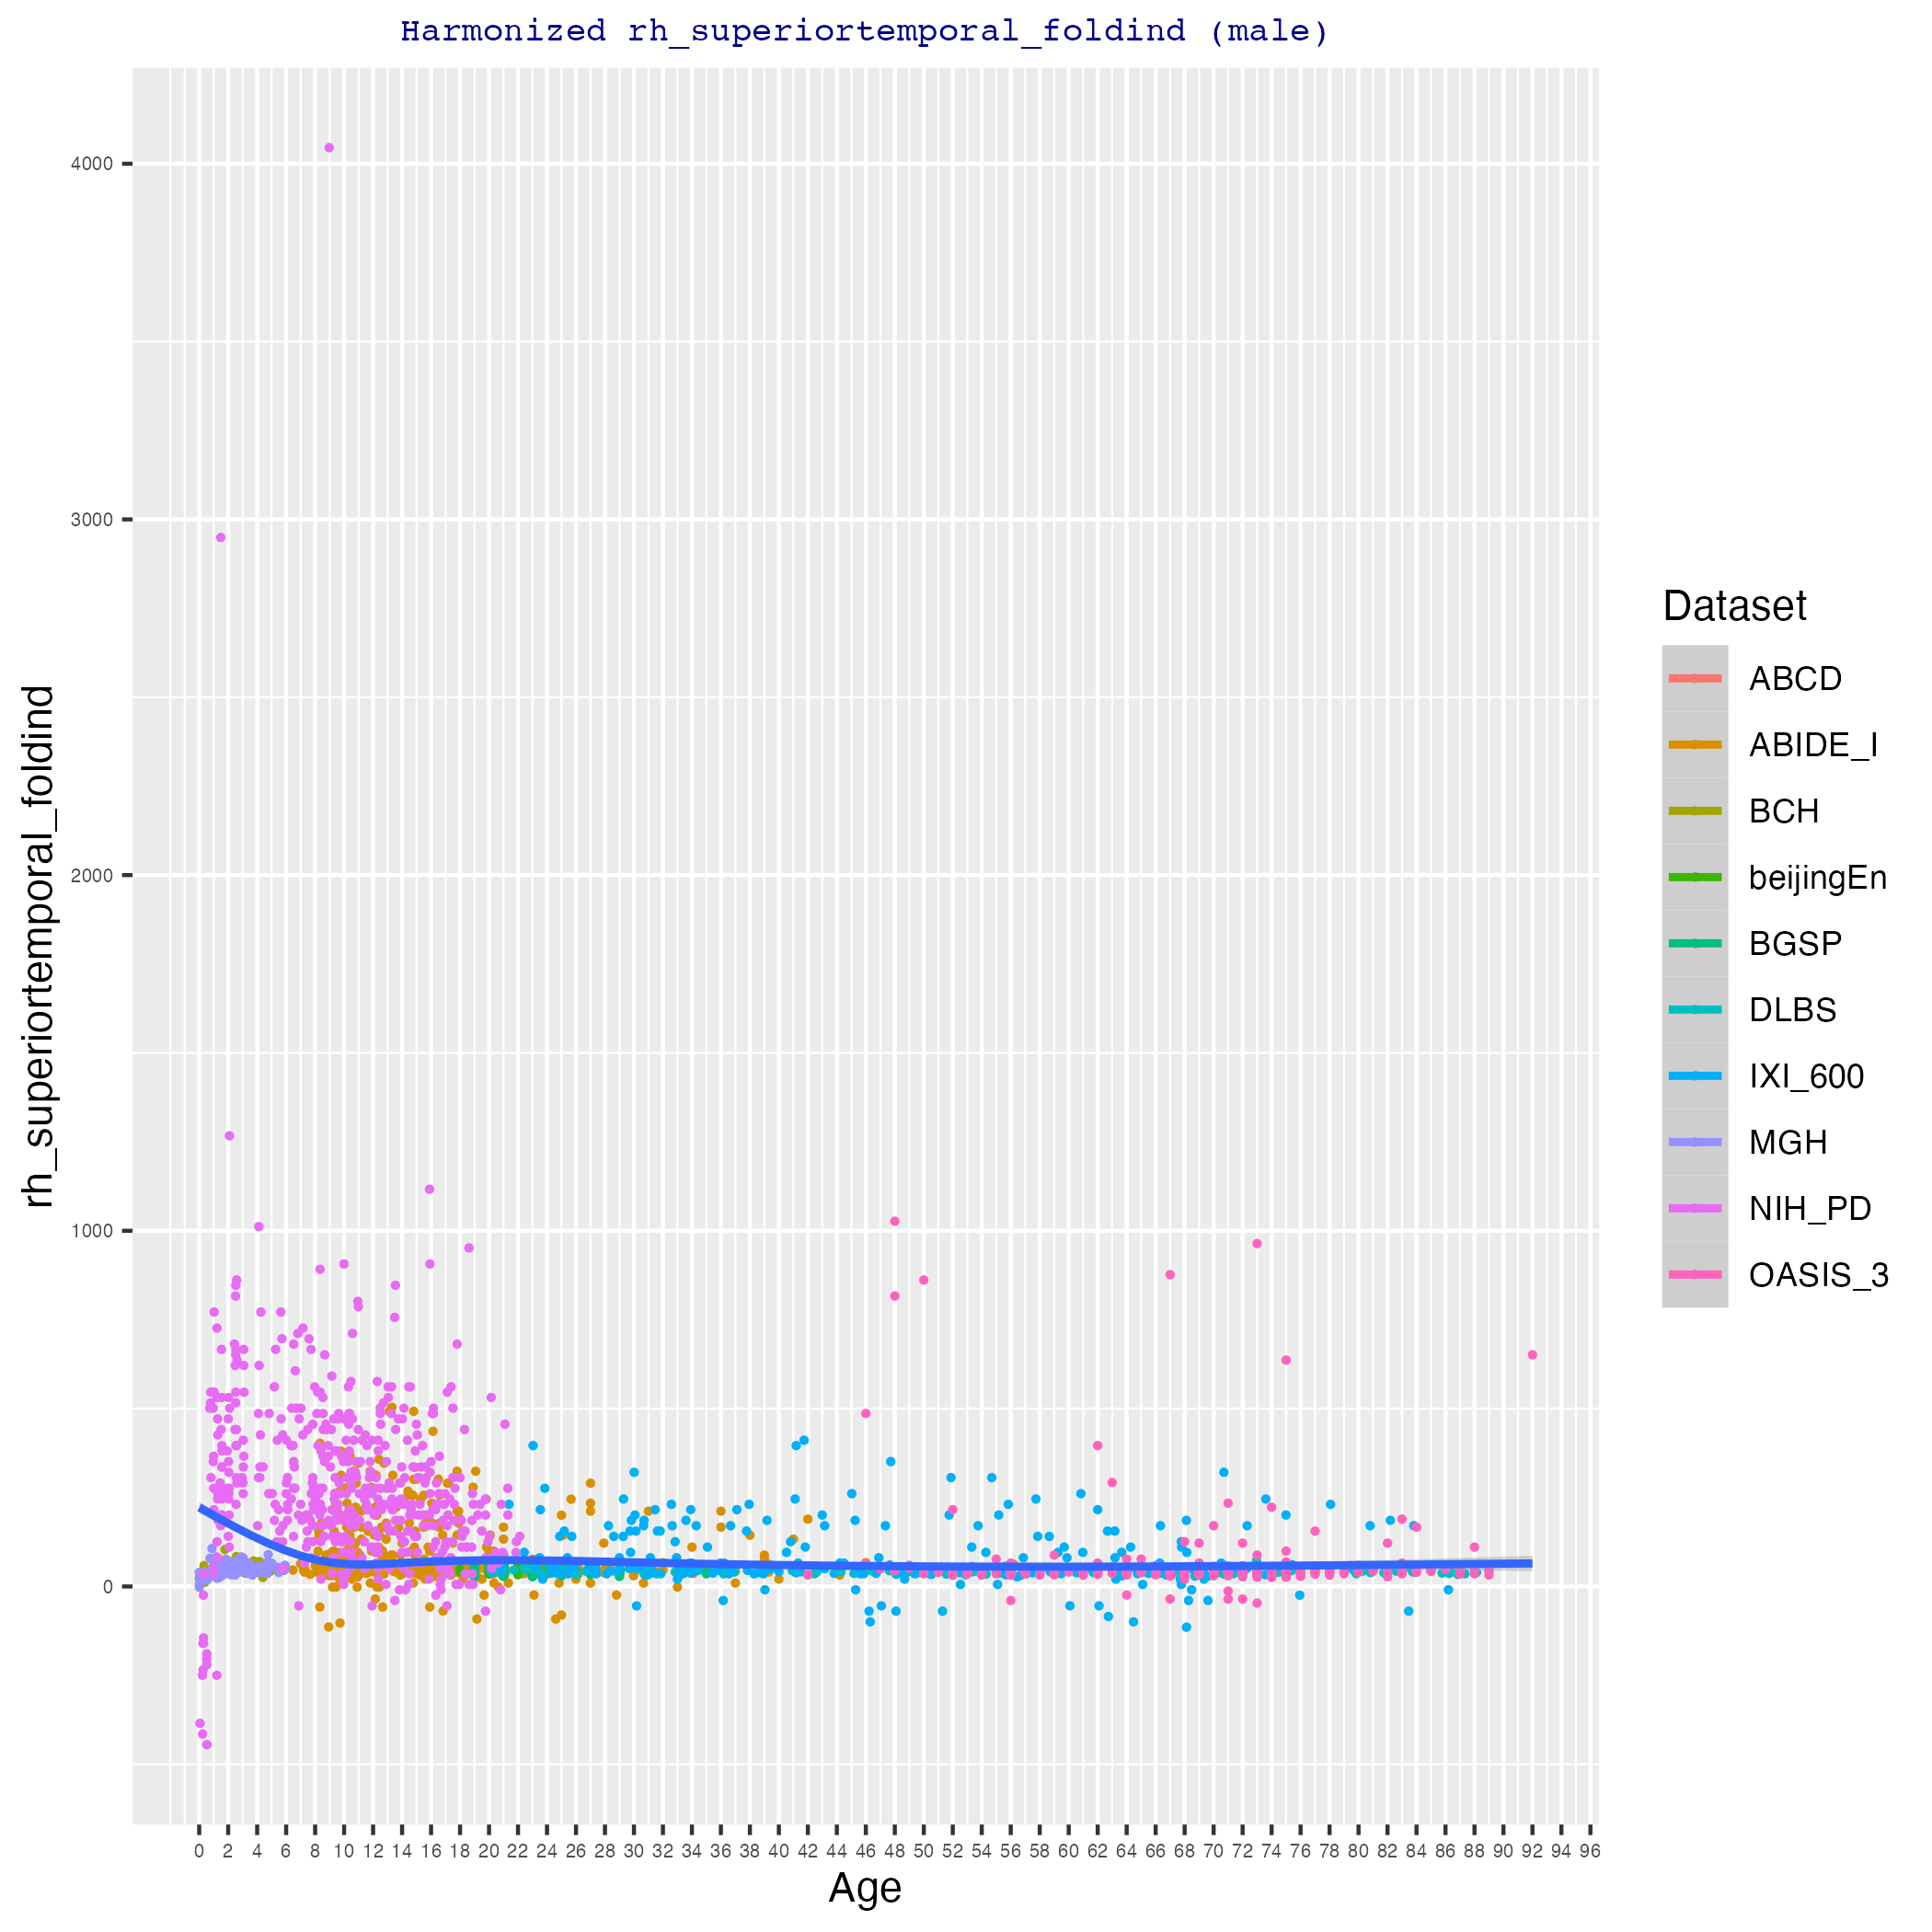 Harmonized rh_superiortemporal_foldind (male)
rh_superiortemporal_foldind
4000
3000
2000
1000
0
0 2 4 6 8 10 12 14 16 18 20 22 24 26 28 30 32 34 36 38 40 42 44 46 48 50 52 54 56 58 60 62 64 66 68 70 72 74 76 78 80 82 84 86 88 90 92 94 96
Age
Dataset
ABCD
ABIDE_I
BCH
beijingEn
BGSP
DLBS
IXI_600
MGH
NIH_PD
OASIS_3